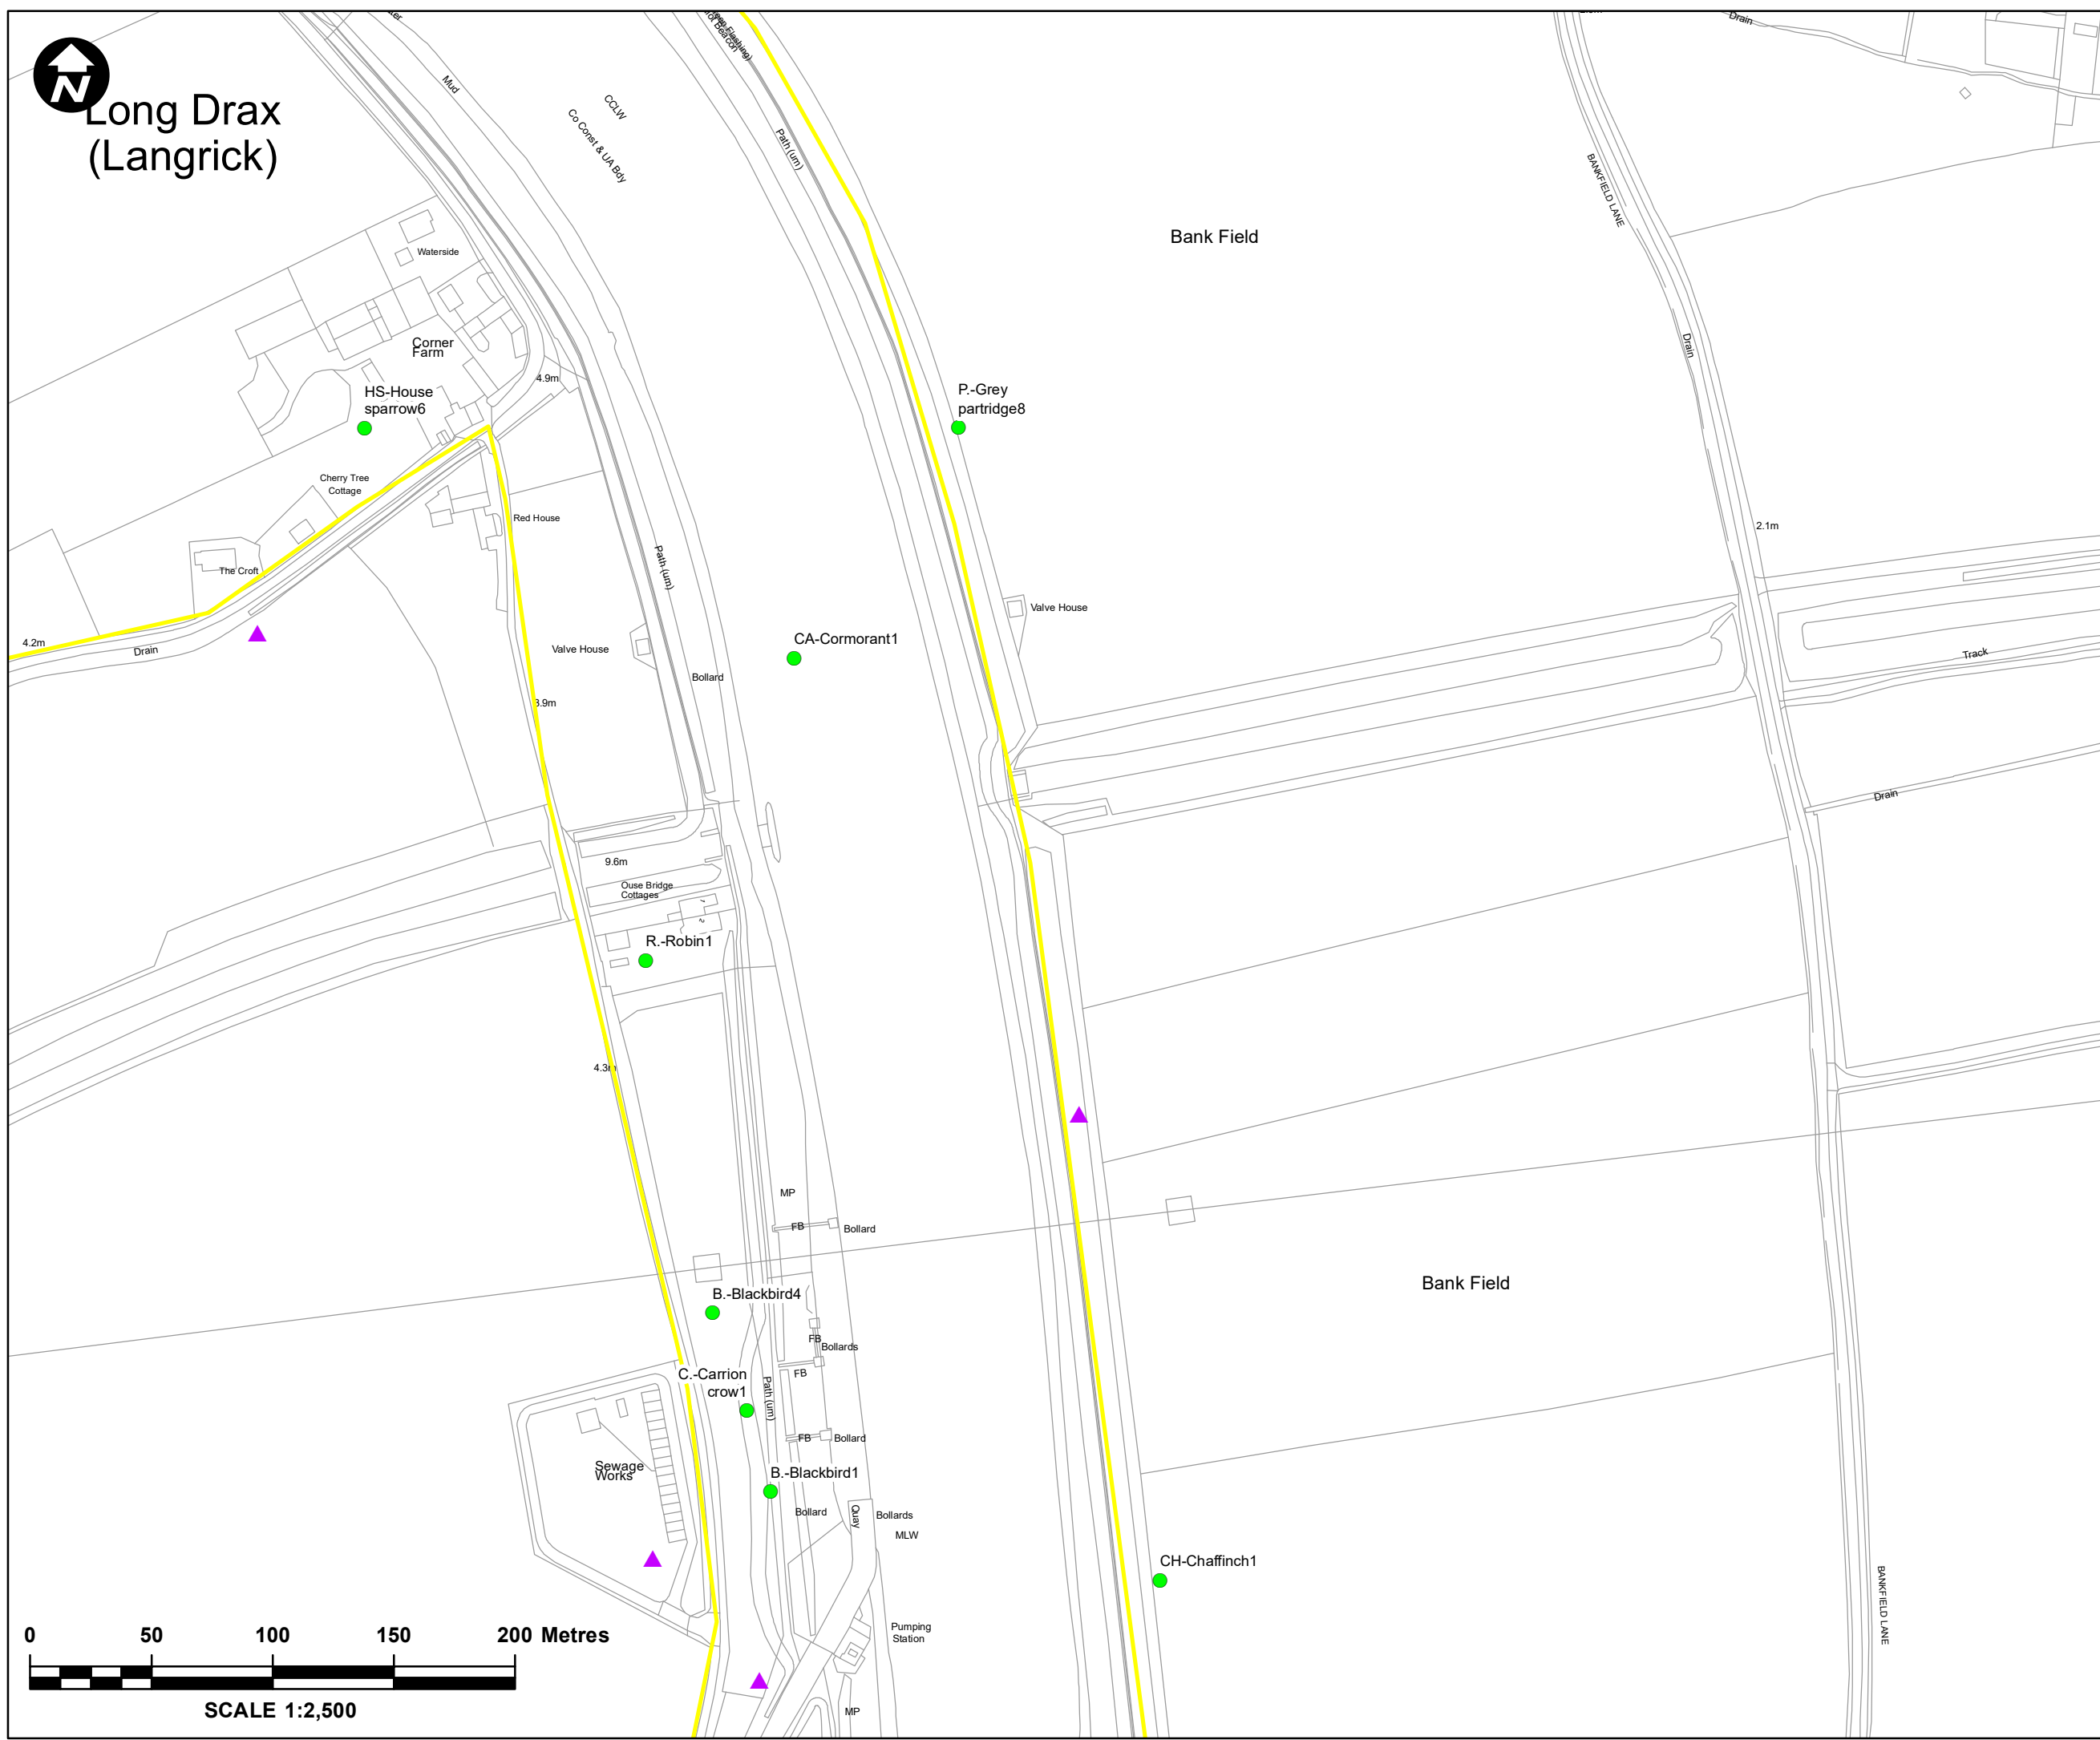 N
Long Drax
(Langrick)
Drain
Mud
CCLW
Co Const & UA Bdy
Path (um)
BANKFIELD LANE
Bank Field
Waterside
Corner
Farm
4.9m
Drain
HS-House
sparrow6
P.-Grey
partridge8
Cherry Tree
Cottage
Red House
2.1m
The Croft
Path (um)
Valve House
4.2m
Drain
Valve House
CA-Cormorant1
Track
Bollard
3.9m
Drain
9.6m
Ouse Bridge
Cottages
1
2
R.-Robin1
4.3m
MP
FB
Bollard
Bank Field
B.-Blackbird4
FB
Bollards
FB
C.-Carrion
crow1
Path (um)
FB
Bollard
Sewage
Works
B.-Blackbird1
Bollard
Quay
Bollards
MLW
CH-Chaffinch1
BANKFIELD LANE
Pumping
Station
0 50 100 150 200 Metres
SCALE 1:2,500
MP